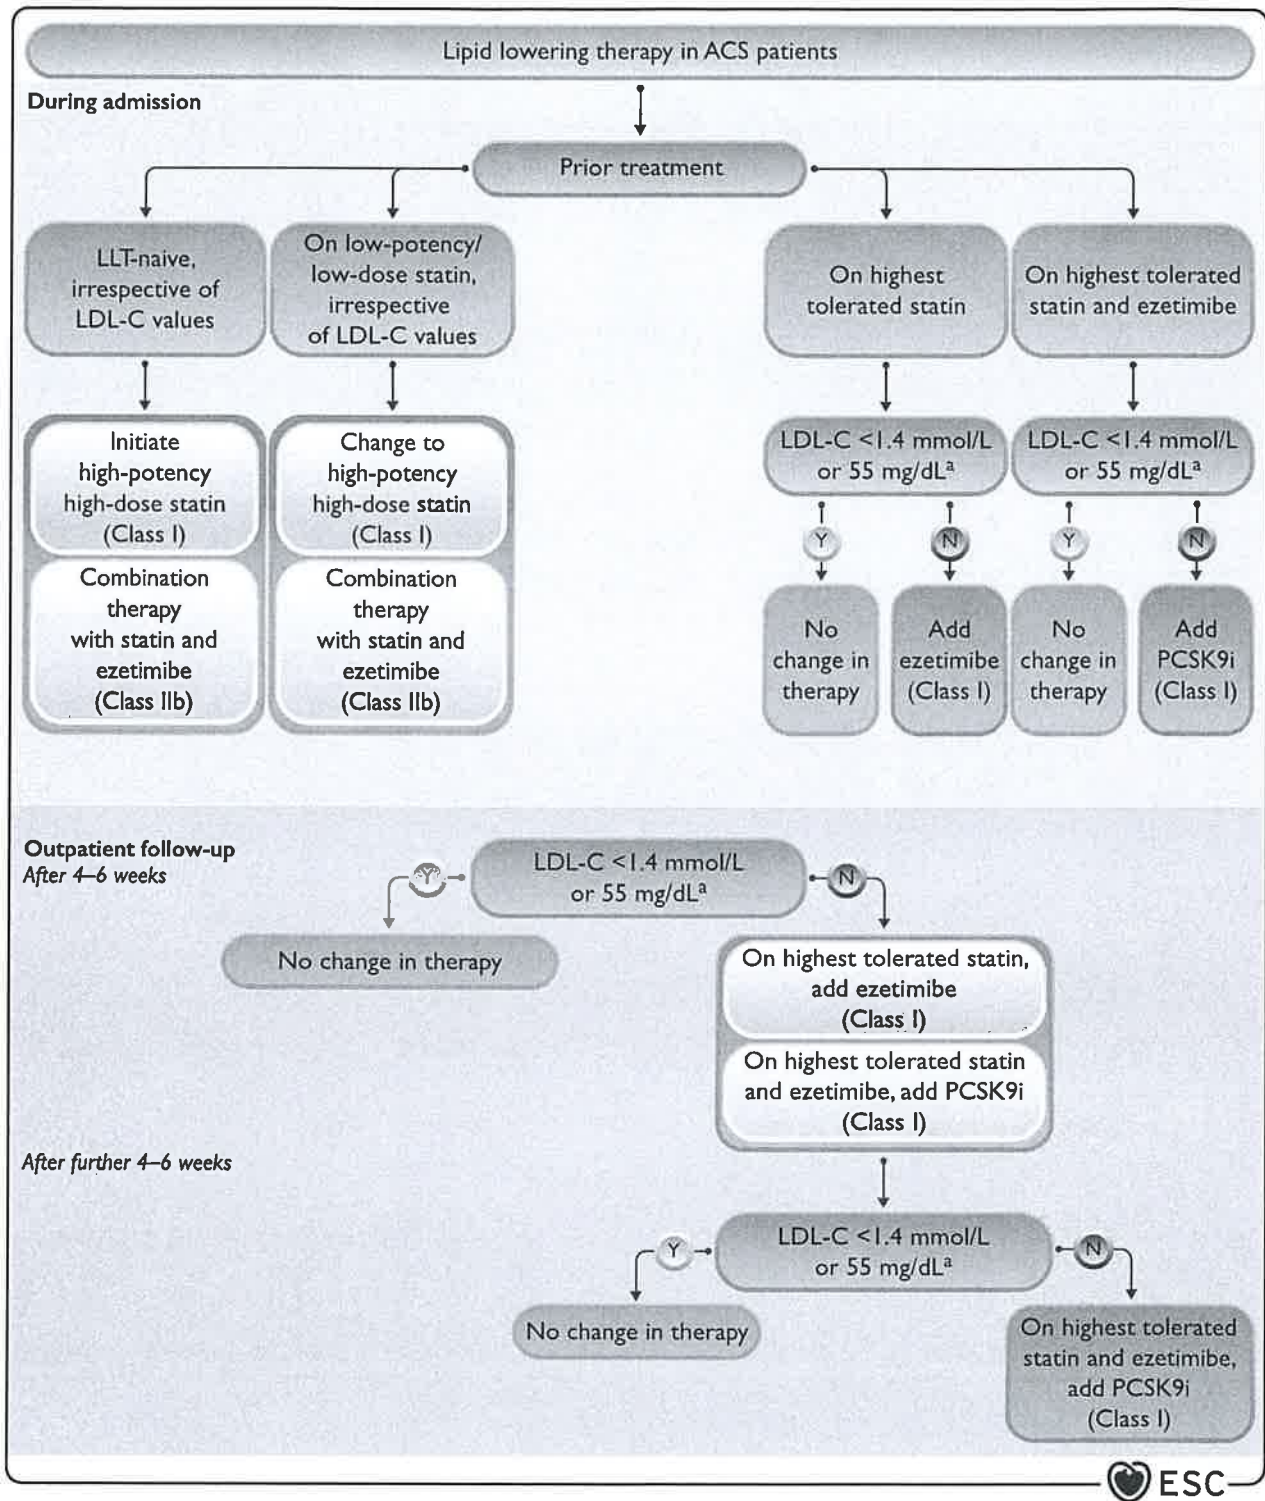 Lipid lowering therapy in ACS patients
During admission
Prior treatment
LLT-naive,
irrespective of
LDL-C values
On low-potency/
low-dose statin,
irrespective
of LDL-C values
On highest
tolerated statin
On highest tolerated
statin and ezetimibe
Initiate
high-potency
high-dose statin
(Class I)
Combination
therapy
with statin and
ezetimibe
(Class IIb)
Change to
high-potency
high-dose statin
(Class I)
Combination
therapy
with statin and
ezetimibe
(Class IIb)
LDL-C <1.4 mmol/L
or 55 mg/dLᵃ
LDL-C <1.4 mmol/L
or 55 mg/dLᵃ
Y
N
Y
N
No
change in
therapy
Add
ezetimibe
(Class I)
No
change in
therapy
Add
PCSK9i
(Class I)
Outpatient follow-up
After 4–6 weeks
LDL-C <1.4 mmol/L
or 55 mg/dLᵃ
Y
N
No change in therapy
On highest tolerated statin,
add ezetimibe
(Class I)
On highest tolerated statin
and ezetimibe, add PCSK9i
(Class I)
After further 4–6 weeks
LDL-C <1.4 mmol/L
or 55 mg/dLᵃ
Y
N
No change in therapy
On highest tolerated
statin and ezetimibe,
add PCSK9i
(Class I)
ESC